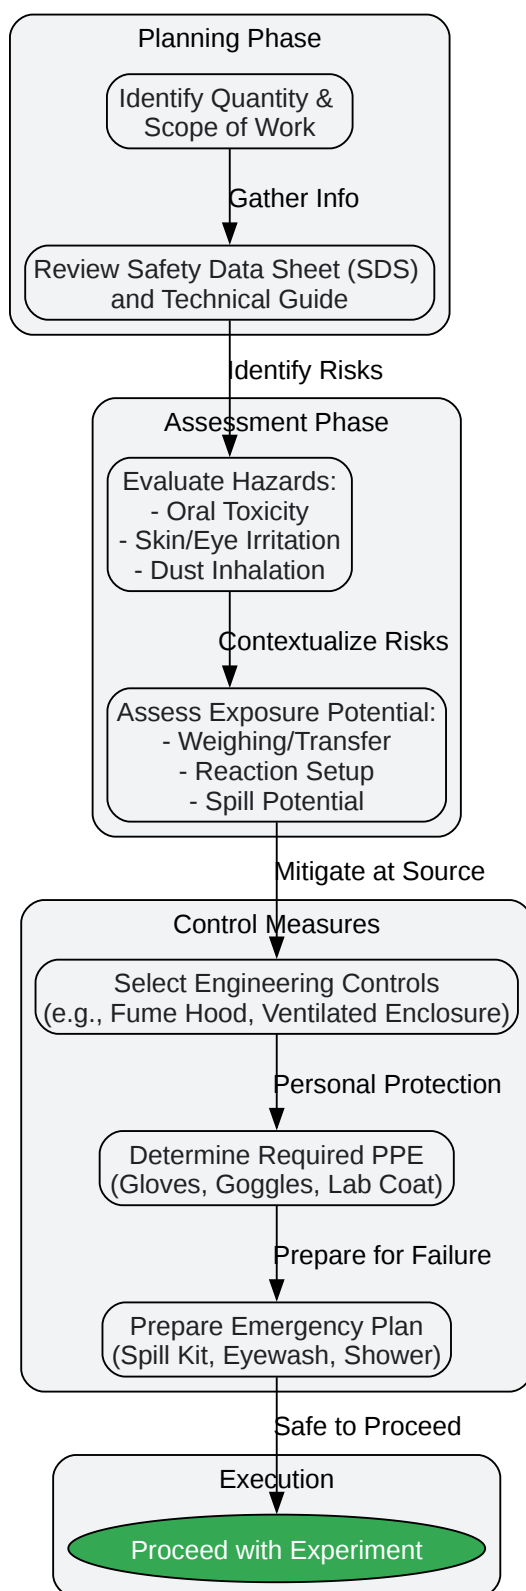 Planning Phase
Identify Quantity &
Scope of Work
Gather Info
Review Safety Data Sheet (SDS)
and Technical Guide
Identify Risks
Assessment Phase
Evaluate Hazards:
- Oral Toxicity
- Skin/Eye Irritation
- Dust Inhalation
Contextualize Risks
Assess Exposure Potential:
- Weighing/Transfer
- Reaction Setup
- Spill Potential
Mitigate at Source
Control Measures
Select Engineering Controls
(e.g., Fume Hood, Ventilated Enclosure)
Personal Protection
Determine Required PPE
(Gloves, Goggles, Lab Coat)
Prepare for Failure
Prepare Emergency Plan
(Spill Kit, Eyewash, Shower)
Safe to Proceed
Execution
Proceed with Experiment